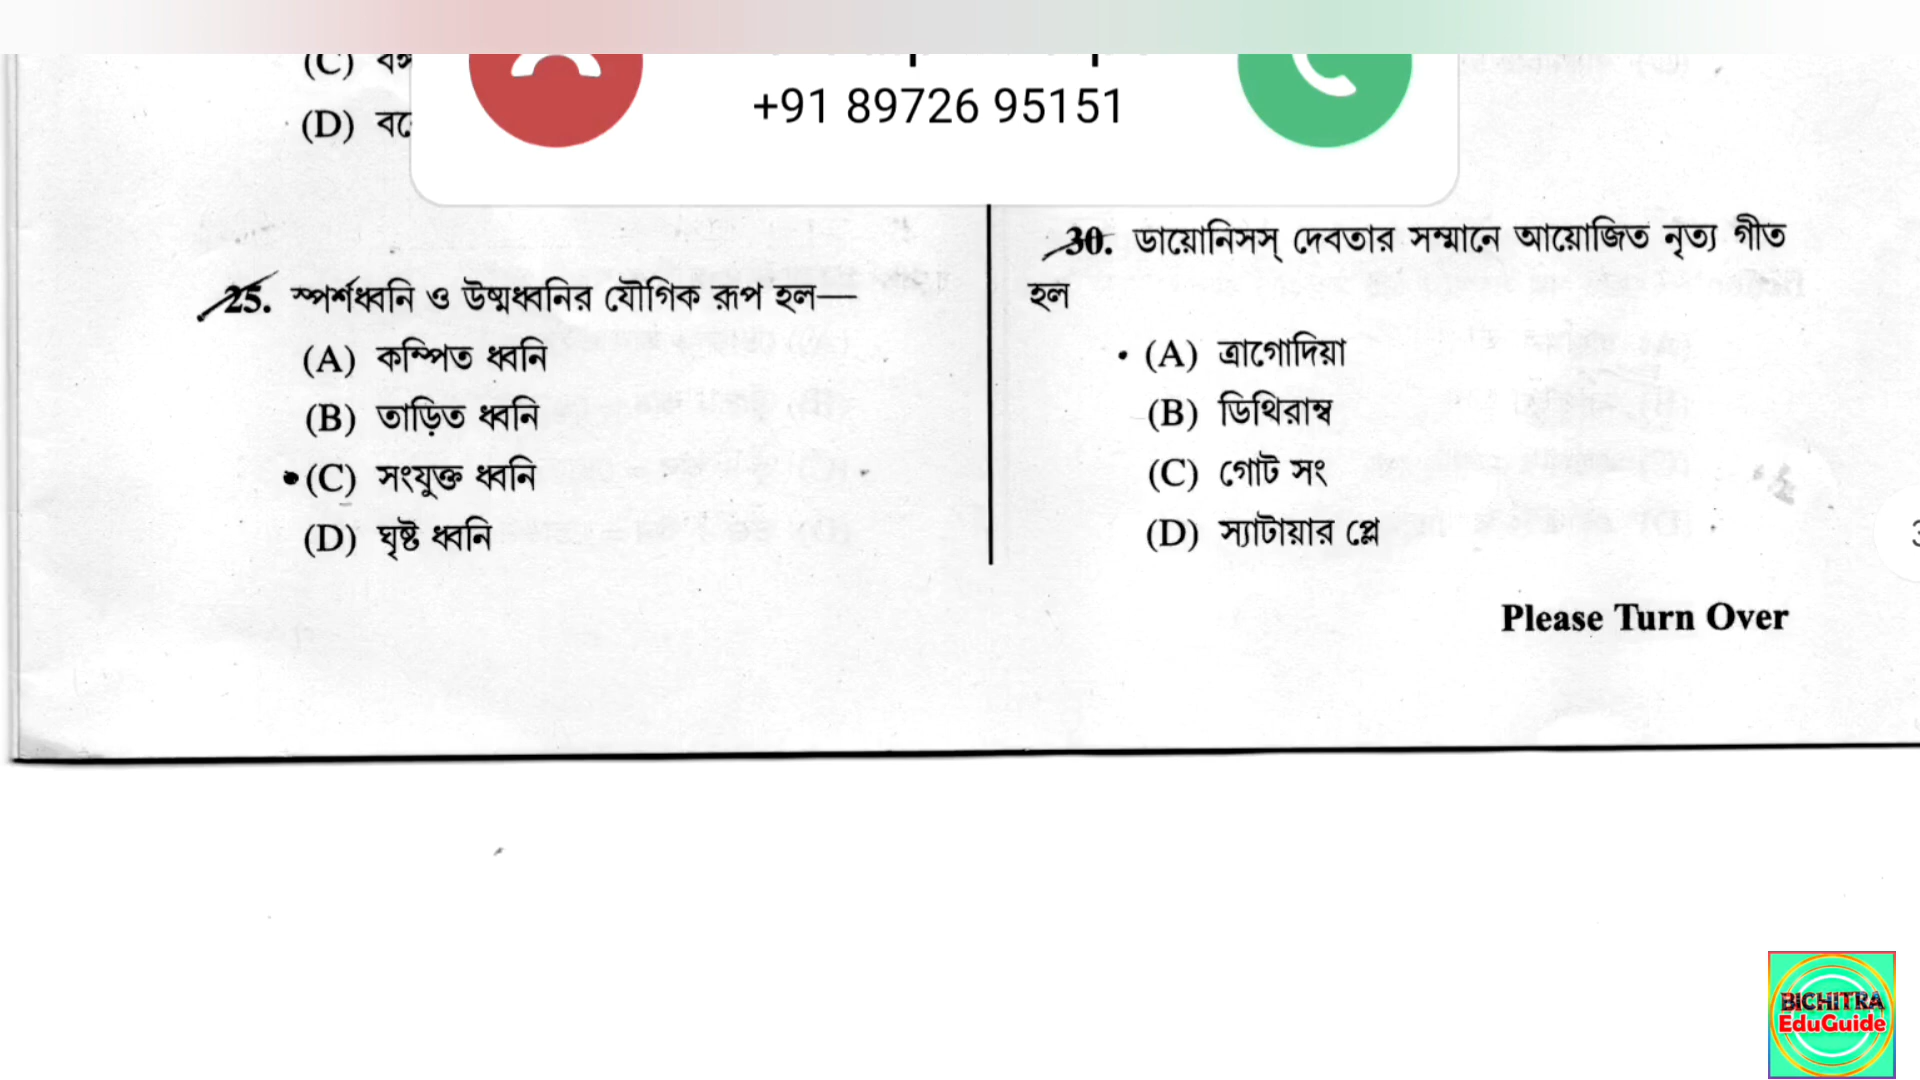 (C)
+91 89726 95151
(D)
25. স্পর্শধ্বনি ও উষ্মধ্বনির যৌগিক রূপ হল—
(A) কম্পিত ধ্বনি
(B) তাড়িত ধ্বনি
(C) সংযুক্ত ধ্বনি
(D) ঘৃষ্ট ধ্বনি
30. ডায়োনিসস্ দেবতার সম্মানে আয়োজিত নৃত্য গীত
হল
(A) ত্রাগোদিয়া
(B) ডিথিরাম্ব
(C) গোট সং
(D) স্যাটায়ার প্লে
Please Turn Over
BICHITRA
EduGuide